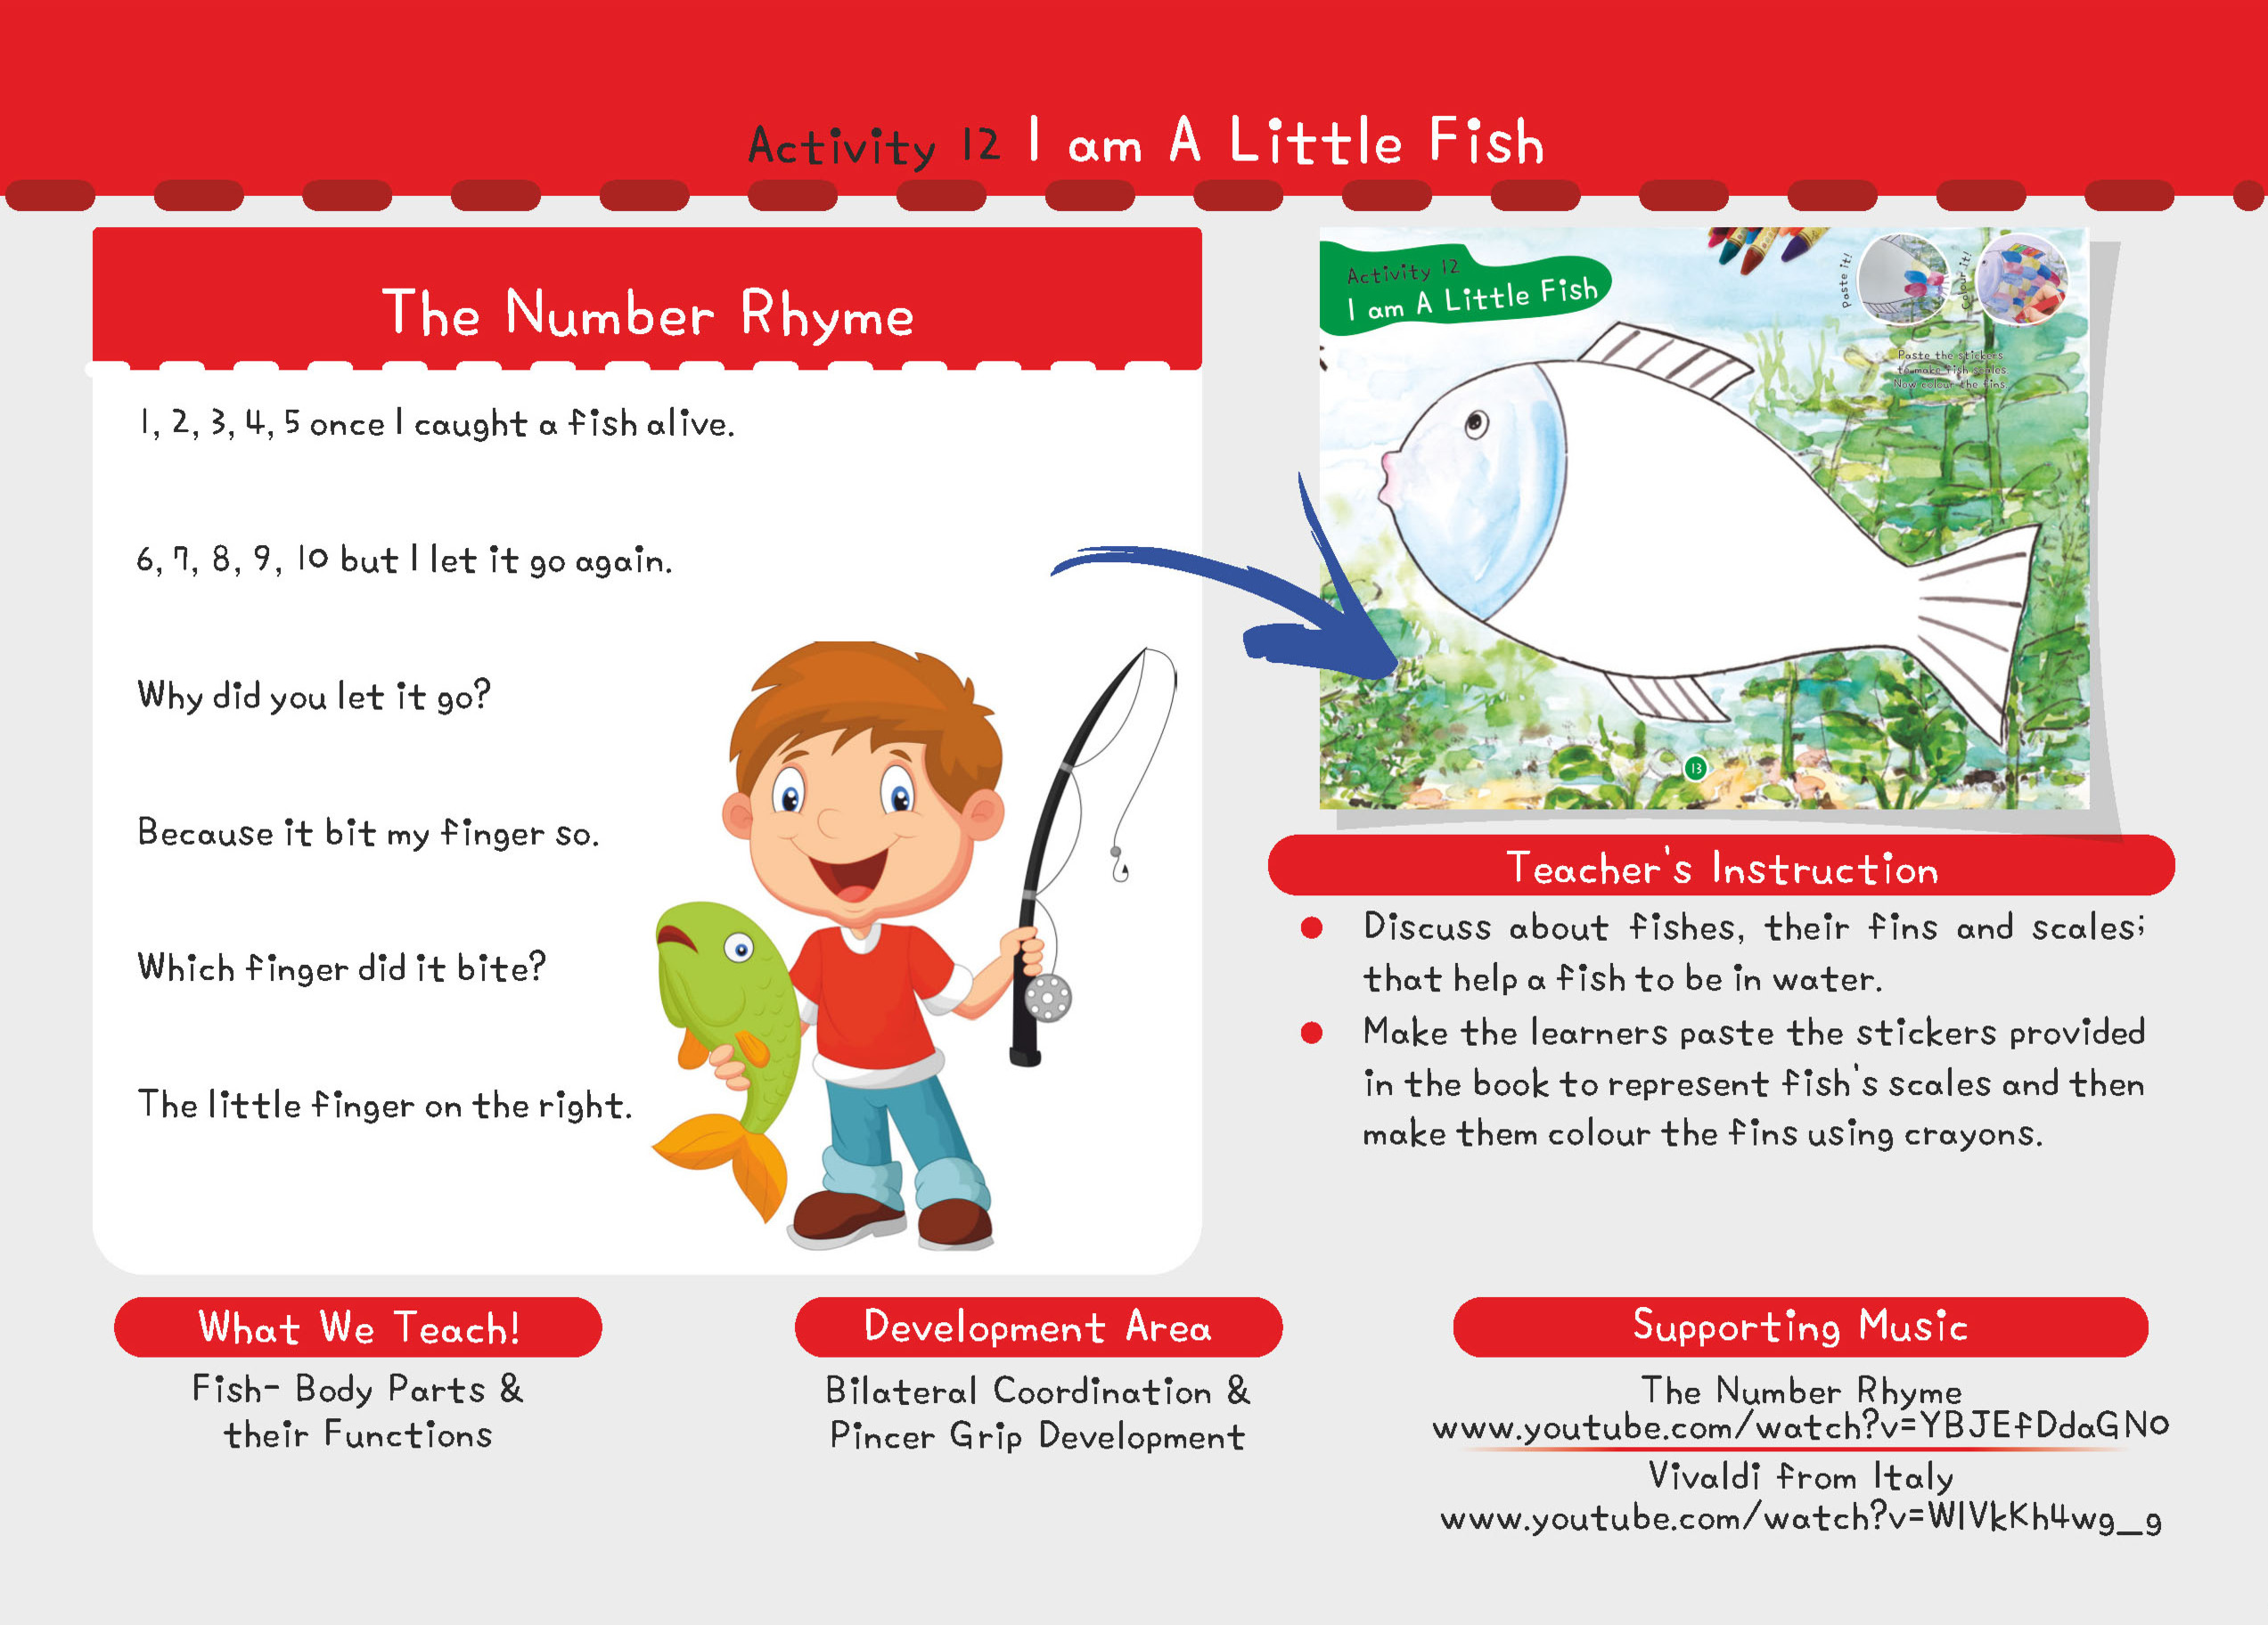 Activity 12 I am A Little Fish
The Number Rhyme
1, 2, 3, 4, 5 once I caught a fish alive.
6, 7, 8, 9, 10 but I let it go again.
Why did you let it go?
Because it bit my finger so.
Which finger did it bite?
The little finger on the right.
Activity 12
I am A Little Fish
Paste it!
Colour it!
Paste the stickers
to make fish scales
Now colour the fins
13
Teacher's Instruction
Discuss about fishes, their fins and scales;
that help a fish to be in water.
Make the learners paste the stickers provided
in the book to represent fish's scales and then
make them colour the fins using crayons.
What We Teach!
Fish- Body Parts &
their Functions
Development Area
Bilateral Coordination &
Pincer Grip Development
Supporting Music
The Number Rhyme
www.youtube.com/watch?v=YBJEfDdaGNo
Vivaldi from Italy
www.youtube.com/watch?v=WIVkKh4wg_g